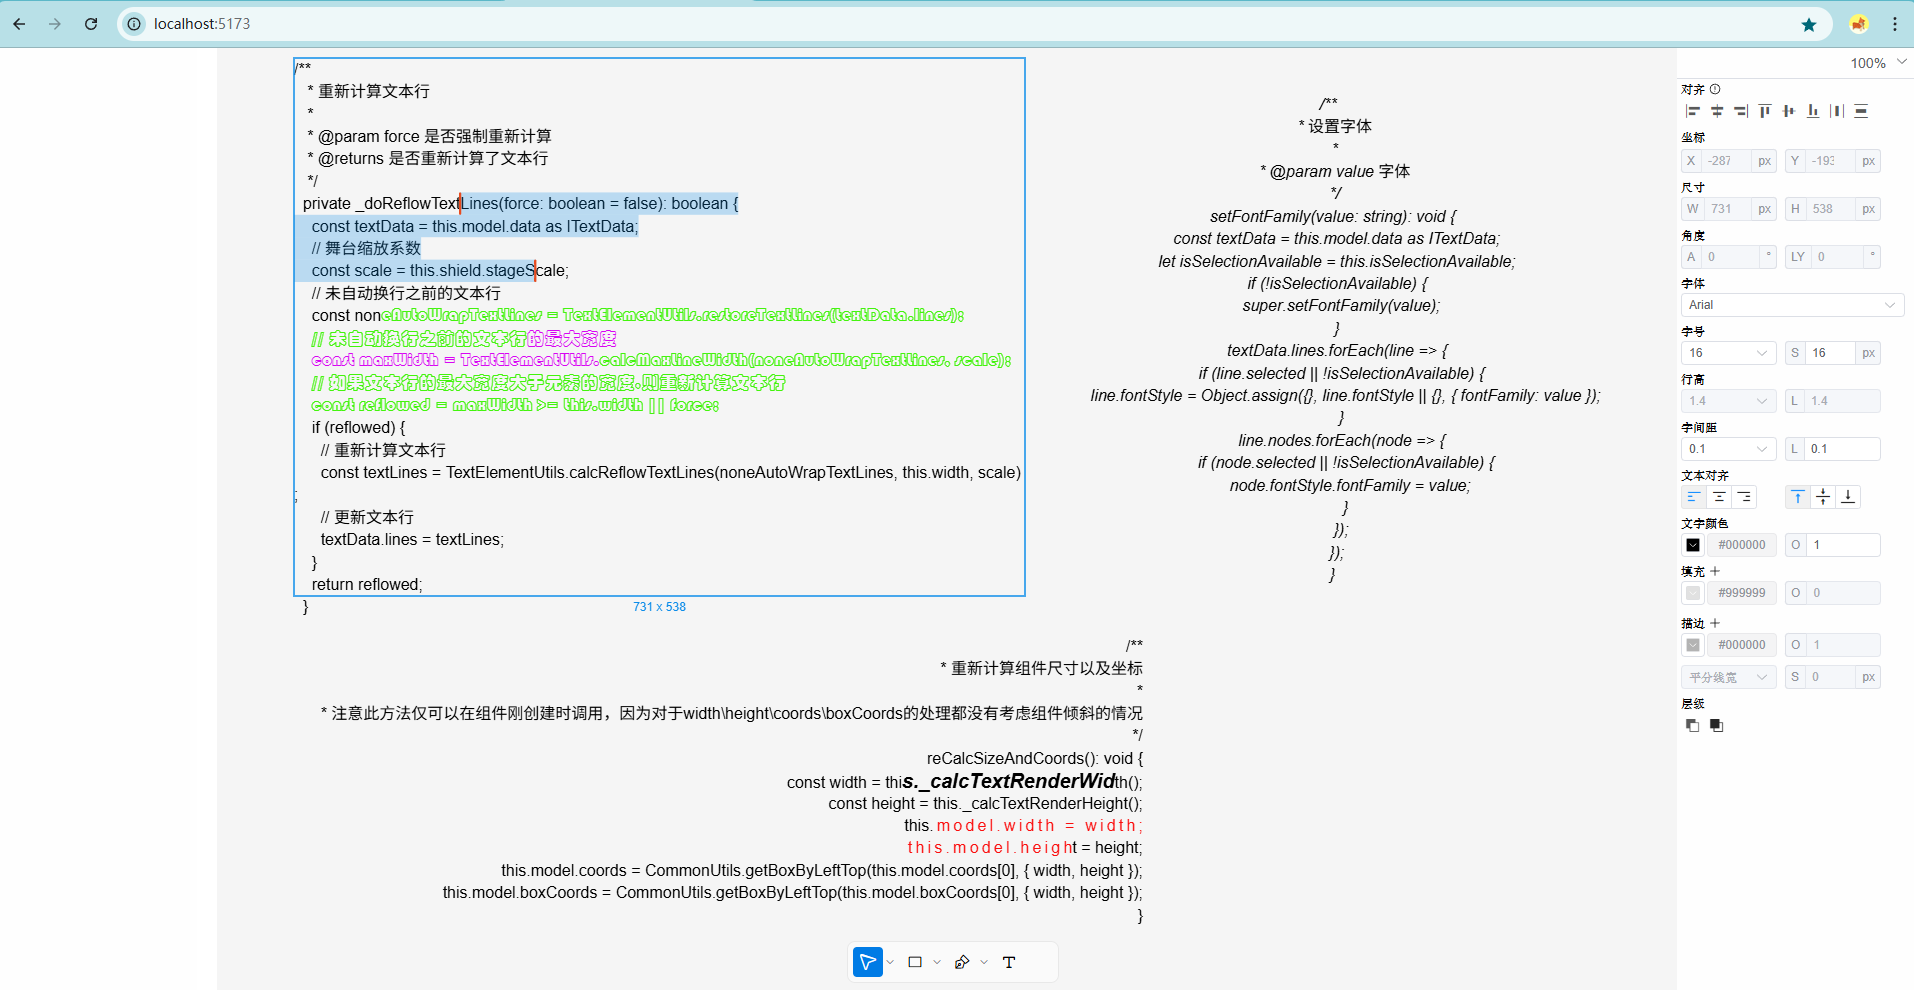 localhost:5173
/**
* 重新计算文本行
*
* @param force 是否强制重新计算
* @returns 是否重新计算了文本行
*/
private _doReflowTextLines(force: boolean = false): boolean {
const textData = this.model.data as ITextData;
// 舞台缩放系数
const scale = this.shield.stageScale;
// 未自动换行之前的文本行
const noneAutoWrapTextLines = TextElementUtils.restoreTextLines(textData.lines);
// 未自动换行之前的文本行的最大宽度
const maxWidth = TextElementUtils.calcMaxLineWidth(noneAutoWrapTextLines, scale);
// 如果文本行的最大宽度大于元素的宽度,则重新计算文本行
const reflowed = maxWidth >= this.width || force;
if (reflowed) {
// 重新计算文本行
const textLines = TextElementUtils.calcReflowTextLines(noneAutoWrapTextLines, this.width, scale)
;
// 更新文本行
textData.lines = textLines;
}
return reflowed;
}
731 x 538
/**
* 设置字体
*
* @param value 字体
*/
setFontFamily(value: string): void {
const textData = this.model.data as ITextData;
let isSelectionAvailable = this.isSelectionAvailable;
if (!isSelectionAvailable) {
super.setFontFamily(value);
}
textData.lines.forEach(line => {
if (line.selected || !isSelectionAvailable) {
line.fontStyle = Object.assign({}, line.fontStyle || {}, { fontFamily: value });
}
line.nodes.forEach(node => {
if (node.selected || !isSelectionAvailable) {
node.fontStyle.fontFamily = value;
}
});
});
}
/**
* 重新计算组件尺寸以及坐标
*
* 注意此方法仅可以在组件刚创建时调用，因为对于width\height\coords\boxCoords的处理都没有考虑组件倾斜的情况
*/
reCalcSizeAndCoords(): void {
const width = this._calcTextRenderWidth();
const height = this._calcTextRenderHeight();
this.model.width = width;
this.model.height = height;
this.model.coords = CommonUtils.getBoxByLeftTop(this.model.coords[0], { width, height });
this.model.boxCoords = CommonUtils.getBoxByLeftTop(this.model.boxCoords[0], { width, height });
}
T
100%
对齐
坐标
X -287 px Y -193 px
尺寸
W 731 px H 538 px
角度
A 0 ° LY 0 °
字体
Arial
字号
16 S 16 px
行高
1.4 L 1.4
字间距
0.1 L 0.1
文本对齐
文字颜色
#000000 O 1
填充
#999999 O 0
描边
#000000 O 1
平分线宽 S 0 px
层级